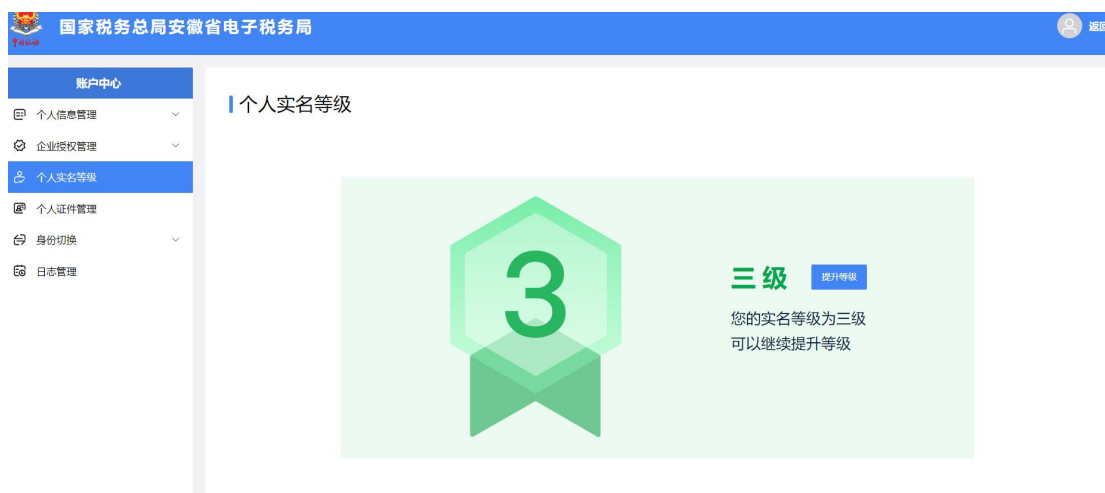 国家税务总局安徽省电子税务局
中国税务
返回
账户中心
个人信息管理
企业授权管理
个人实名等级
个人证件管理
身份切换
日志管理
个人实名等级
3
三级
提升等级
您的实名等级为三级
可以继续提升等级